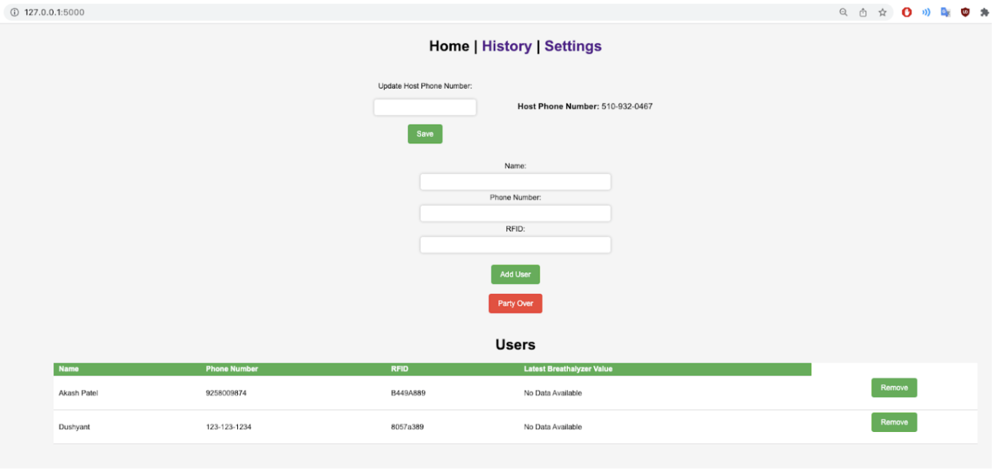 127.0.0.1:5000
Home | History | Settings
Update Host Phone Number:
Host Phone Number: 510-932-0467
Save
Name:
Phone Number:
RFID:
Add User
Party Over
Users
Name Phone Number RFID Latest Breathalyzer Value
Akash Patel 9258009874 B449A889 No Data Available Remove
Dushyant 123-123-1234 8057a389 No Data Available Remove